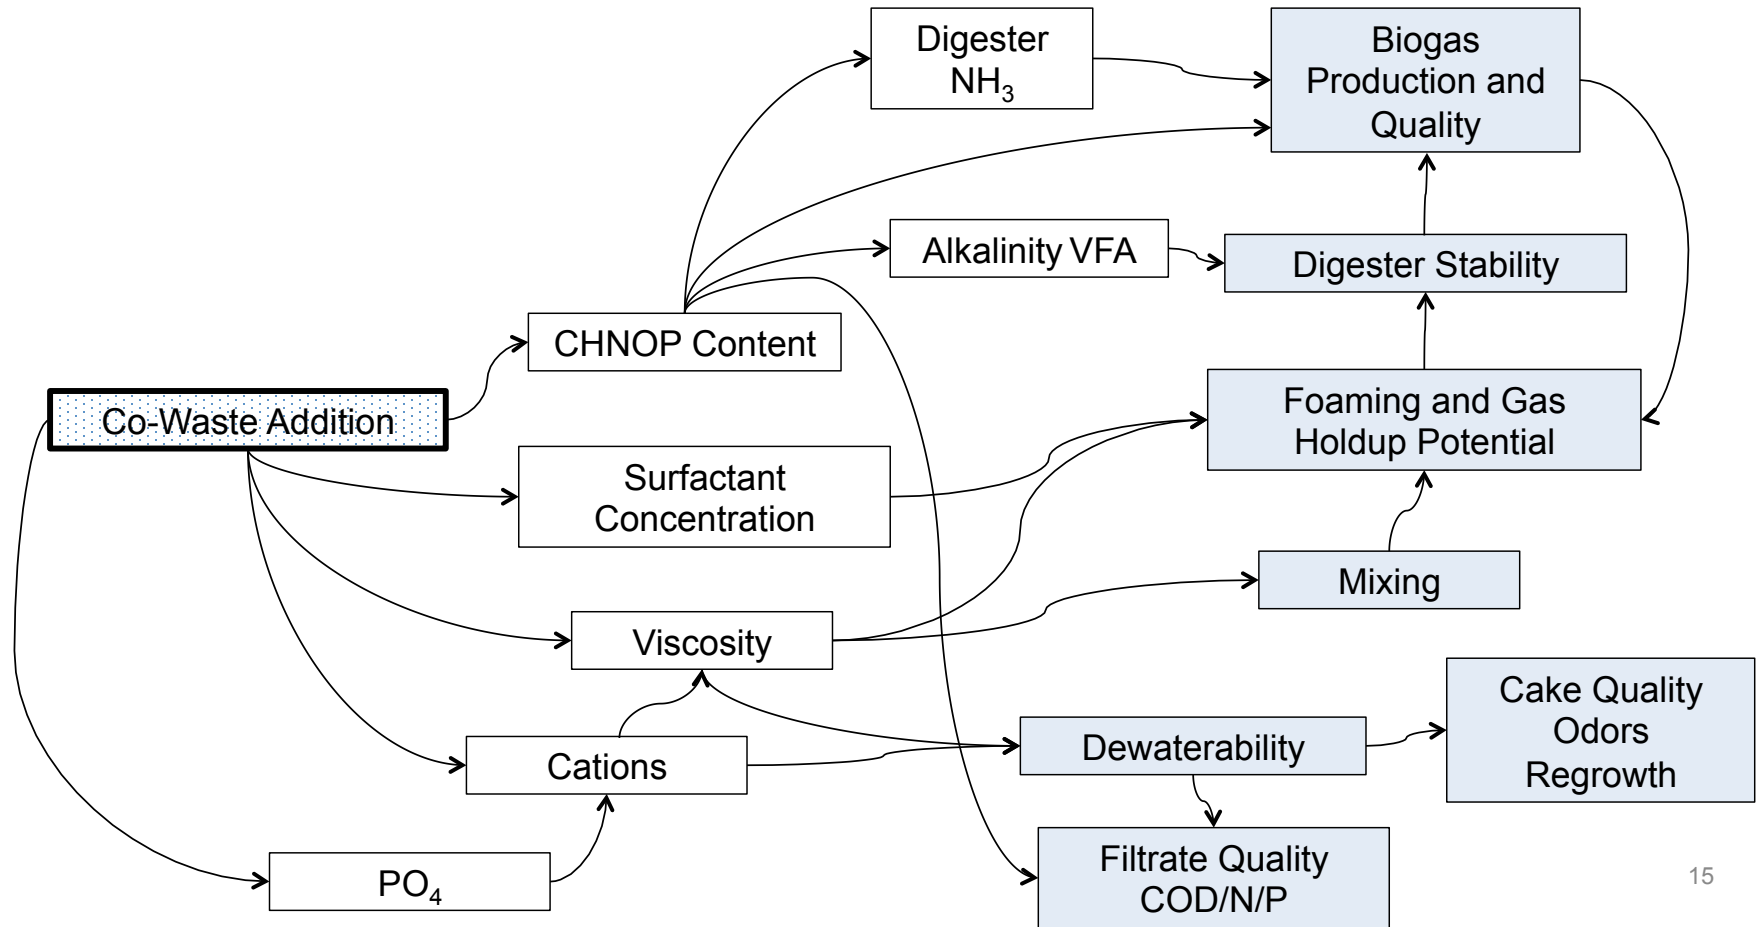 Digester
NH₃
Biogas
Production and
Quality
Alkalinity VFA
Digester Stability
CHNOP Content
Co-Waste Addition
Foaming and Gas
Holdup Potential
Surfactant
Concentration
Mixing
Viscosity
Cake Quality
Odors
Regrowth
Dewaterability
Cations
Filtrate Quality
COD/N/P
PO₄
15